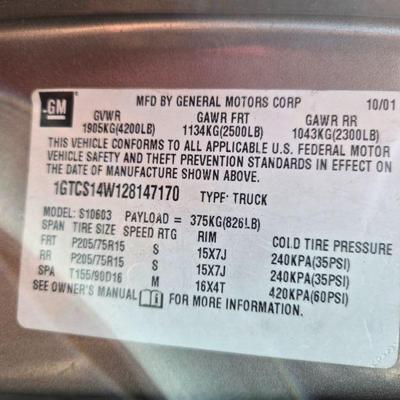 GM
MFD BY GENERAL MOTORS CORP 10/01
GVWR GAWR FRT GAWR RR
1905KG(4200LB) 1134KG(2500LB) 1043KG(2300LB)
THIS VEHICLE CONFORMS TO ALL APPLICABLE U.S. FEDERAL MOTOR
VEHICLE SAFETY AND THEFT PREVENTION STANDARDS IN EFFECT ON
THE DATE OF MANUFACTURE SHOWN ABOVE.
1GTCS14W128147170 TYPE: TRUCK
MODEL: S10603 PAYLOAD = 375KG(826LB)
SPAN TIRE SIZE SPEED RTG RIM COLD TIRE PRESSURE
FRT P205/75R15 S 15X7J 240KPA(35PSI)
RR P205/75R15 S 15X7J 240KPA(35PSI)
SPA T155/90D16 M 16X4T 420KPA(60PSI)
SEE OWNER'S MANUAL FOR MORE INFORMATION.